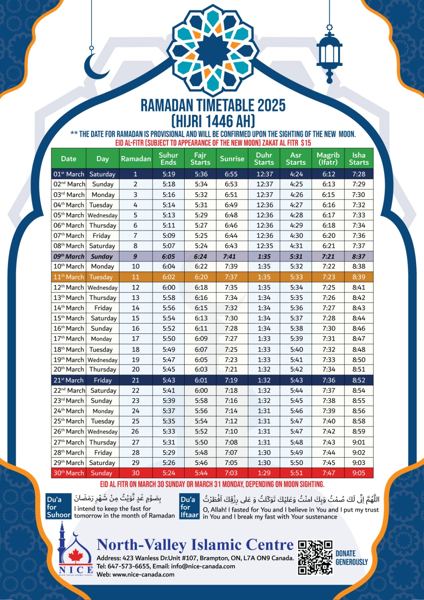 RAMADAN TIMETABLE 2025
(HIJRI 1446 AH)
** THE DATE FOR RAMADAN IS PROVISIONAL AND WILL BE CONFIRMED UPON THE SIGHTING OF THE NEW MOON.
EID AL-FITR (SUBJECT TO APPEARANCE OF THE NEW MOON) ZAKAT AL FITR $15
Date Day Ramadan Suhur Ends Fajr Starts Sunrise Duhr Starts Asr Starts Magrib (Ifatr) Isha Starts
01st March Saturday 1 5:19 5:36 6:55 12:37 4:24 6:12 7:28
02nd March Sunday 2 5:18 5:34 6:53 12:37 4:25 6:13 7:29
03rd March Monday 3 5:16 5:32 6:51 12:37 4:26 6:15 7:30
04th March Tuesday 4 5:14 5:31 6:49 12:36 4:27 6:16 7:32
05th March Wednesday 5 5:13 5:29 6:48 12:36 4:28 6:17 7:33
06th March Thursday 6 5:11 5:27 6:46 12:36 4:29 6:18 7:34
07th March Friday 7 5:09 5:25 6:44 12:36 4:30 6:20 7:36
08th March Saturday 8 5:07 5:24 6:43 12:35 4:31 6:21 7:37
09th March Sunday 9 6:05 6:24 7:41 1:35 5:31 7:21 8:37
10th March Monday 10 6:04 6:22 7:39 1:35 5:32 7:22 8:38
11th March Tuesday 11 6:02 6:20 7:37 1:35 5:33 7:23 8:39
12th March Wednesday 12 6:00 6:18 7:35 1:35 5:34 7:25 8:41
13th March Thursday 13 5:58 6:16 7:34 1:34 5:35 7:26 8:42
14th March Friday 14 5:56 6:15 7:32 1:34 5:36 7:27 8:43
15th March Saturday 15 5:54 6:13 7:30 1:34 5:37 7:28 8:44
16th March Sunday 16 5:52 6:11 7:28 1:34 5:38 7:30 8:46
17th March Monday 17 5:50 6:09 7:27 1:33 5:39 7:31 8:47
18th March Tuesday 18 5:49 6:07 7:25 1:33 5:40 7:32 8:48
19th March Wednesday 19 5:47 6:05 7:23 1:33 5:41 7:33 8:50
20th March Thursday 20 5:45 6:03 7:21 1:32 5:42 7:34 8:51
21st March Friday 21 5:43 6:01 7:19 1:32 5:43 7:36 8:52
22nd March Saturday 22 5:41 6:00 7:18 1:32 5:44 7:37 8:54
23rd March Sunday 23 5:39 5:58 7:16 1:32 5:45 7:38 8:55
24th March Monday 24 5:37 5:56 7:14 1:31 5:46 7:39 8:56
25th March Tuesday 25 5:35 5:54 7:12 1:31 5:47 7:40 8:58
26th March Wednesday 26 5:33 5:52 7:10 1:31 5:47 7:42 8:59
27th March Thursday 27 5:31 5:50 7:08 1:31 5:48 7:43 9:01
28th March Friday 28 5:29 5:48 7:07 1:30 5:49 7:44 9:02
29th March Saturday 29 5:26 5:46 7:05 1:30 5:50 7:45 9:03
30th March Sunday 30 5:24 5:44 7:03 1:29 5:51 7:47 9:05
EID AL FITR ON MARCH 30 SUNDAY OR MARCH 31 MONDAY, DEPENDING ON MOON SIGHTING.
Du'a for Suhoor
بِصَوْمِ غَدٍ نَّوَيْتُ مِنْ شَهْرِ رَمَضَانَ
I intend to keep the fast for
tomorrow in the month of Ramadan
Du'a for Iftaar
اللَّهُمَّ اِنِّى لَكَ صُمْتُ وَبِكَ امَنْتُ وَعَلَيْكَ تَوَكَّلْتُ وَ عَلَى رِزْقِكَ اَفْطَرْتُ
O, Allah! I fasted for You and I believe in You and I put my trust
in You and I break my fast with Your sustenance
NICE
North-Valley Islamic Centre
Address: 423 Wanless Dr.Unit #107, Brampton, ON, L7A ON9 Canada.
Tel: 647-573-6655, Email: info@nice-canada.com
Web: www.nice-canada.com
DONATE
GENEROUSLY